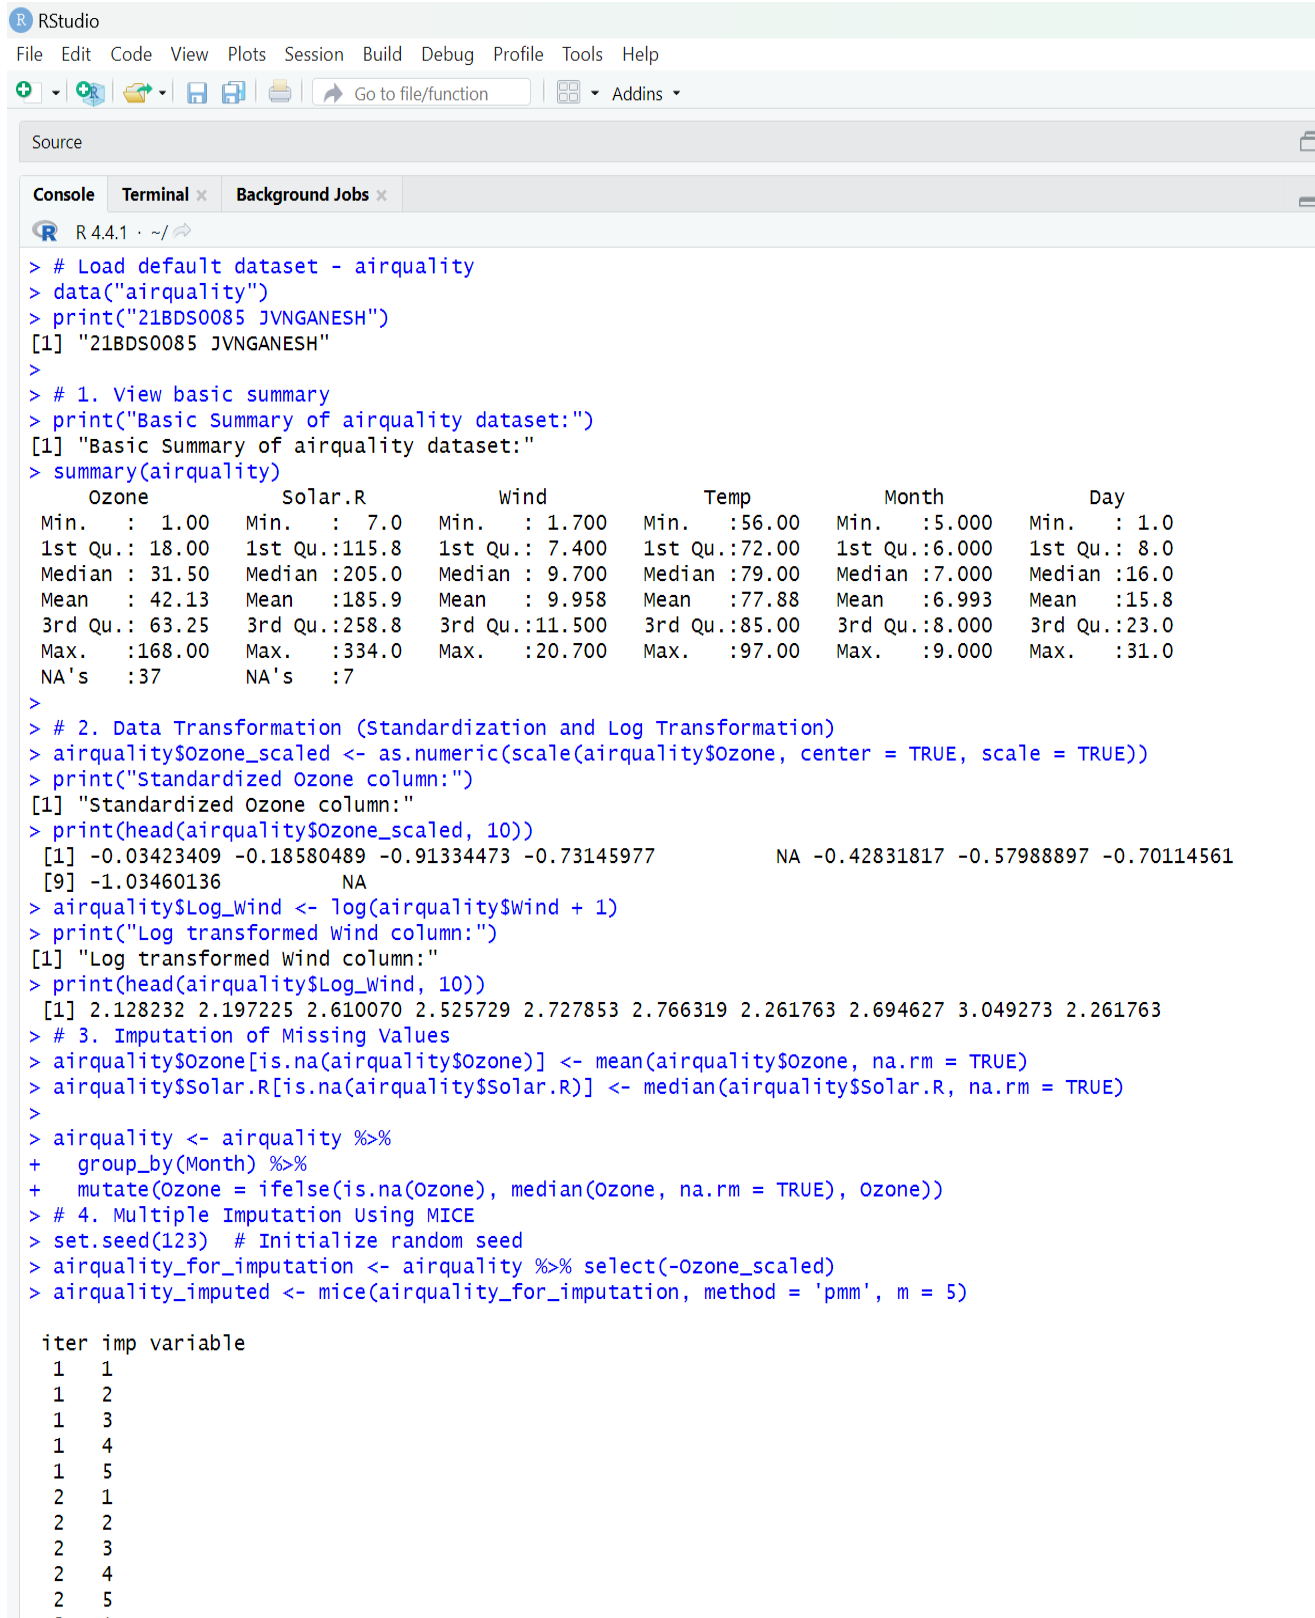 RStudio
File Edit Code View Plots Session Build Debug Profile Tools Help
Go to file/function Addins
Source
Console Terminal Background Jobs
R 4.4.1 · ~/
> # Load default dataset - airquality
> data("airquality")
> print("21BDS0085 JVNGANESH")
[1] "21BDS0085 JVNGANESH"
>
> # 1. View basic summary
> print("Basic Summary of airquality dataset:")
[1] "Basic Summary of airquality dataset:"
> summary(airquality)
     Ozone           Solar.R           Wind             Temp           Month            Day
 Min.   :  1.00   Min.   :  7.0   Min.   : 1.700   Min.   :56.00   Min.   :5.000   Min.   : 1.0
 1st Qu.: 18.00   1st Qu.:115.8   1st Qu.: 7.400   1st Qu.:72.00   1st Qu.:6.000   1st Qu.: 8.0
 Median : 31.50   Median :205.0   Median : 9.700   Median :79.00   Median :7.000   Median :16.0
 Mean   : 42.13   Mean   :185.9   Mean   : 9.958   Mean   :77.88   Mean   :6.993   Mean   :15.8
 3rd Qu.: 63.25   3rd Qu.:258.8   3rd Qu.:11.500   3rd Qu.:85.00   3rd Qu.:8.000   3rd Qu.:23.0
 Max.   :168.00   Max.   :334.0   Max.   :20.700   Max.   :97.00   Max.   :9.000   Max.   :31.0
 NA's   :37       NA's   :7
>
> # 2. Data Transformation (Standardization and Log Transformation)
> airquality$Ozone_scaled <- as.numeric(scale(airquality$Ozone, center = TRUE, scale = TRUE))
> print("Standardized Ozone column:")
[1] "Standardized Ozone column:"
> print(head(airquality$Ozone_scaled, 10))
 [1] -0.03423409 -0.18580489 -0.91334473 -0.73145977          NA -0.42831817 -0.57988897 -0.70114561
 [9] -1.03460136          NA
> airquality$Log_Wind <- log(airquality$Wind + 1)
> print("Log transformed Wind column:")
[1] "Log transformed Wind column:"
> print(head(airquality$Log_Wind, 10))
 [1] 2.128232 2.197225 2.610070 2.525729 2.727853 2.766319 2.261763 2.694627 3.049273 2.261763
> # 3. Imputation of Missing Values
> airquality$Ozone[is.na(airquality$Ozone)] <- mean(airquality$Ozone, na.rm = TRUE)
> airquality$Solar.R[is.na(airquality$Solar.R)] <- median(airquality$Solar.R, na.rm = TRUE)
>
> airquality <- airquality %>%
+   group_by(Month) %>%
+   mutate(Ozone = ifelse(is.na(Ozone), median(Ozone, na.rm = TRUE), Ozone))
> # 4. Multiple Imputation Using MICE
> set.seed(123)  # Initialize random seed
> airquality_for_imputation <- airquality %>% select(-Ozone_scaled)
> airquality_imputed <- mice(airquality_for_imputation, method = 'pmm', m = 5)
 iter imp variable
  1   1
  1   2
  1   3
  1   4
  1   5
  2   1
  2   2
  2   3
  2   4
  2   5